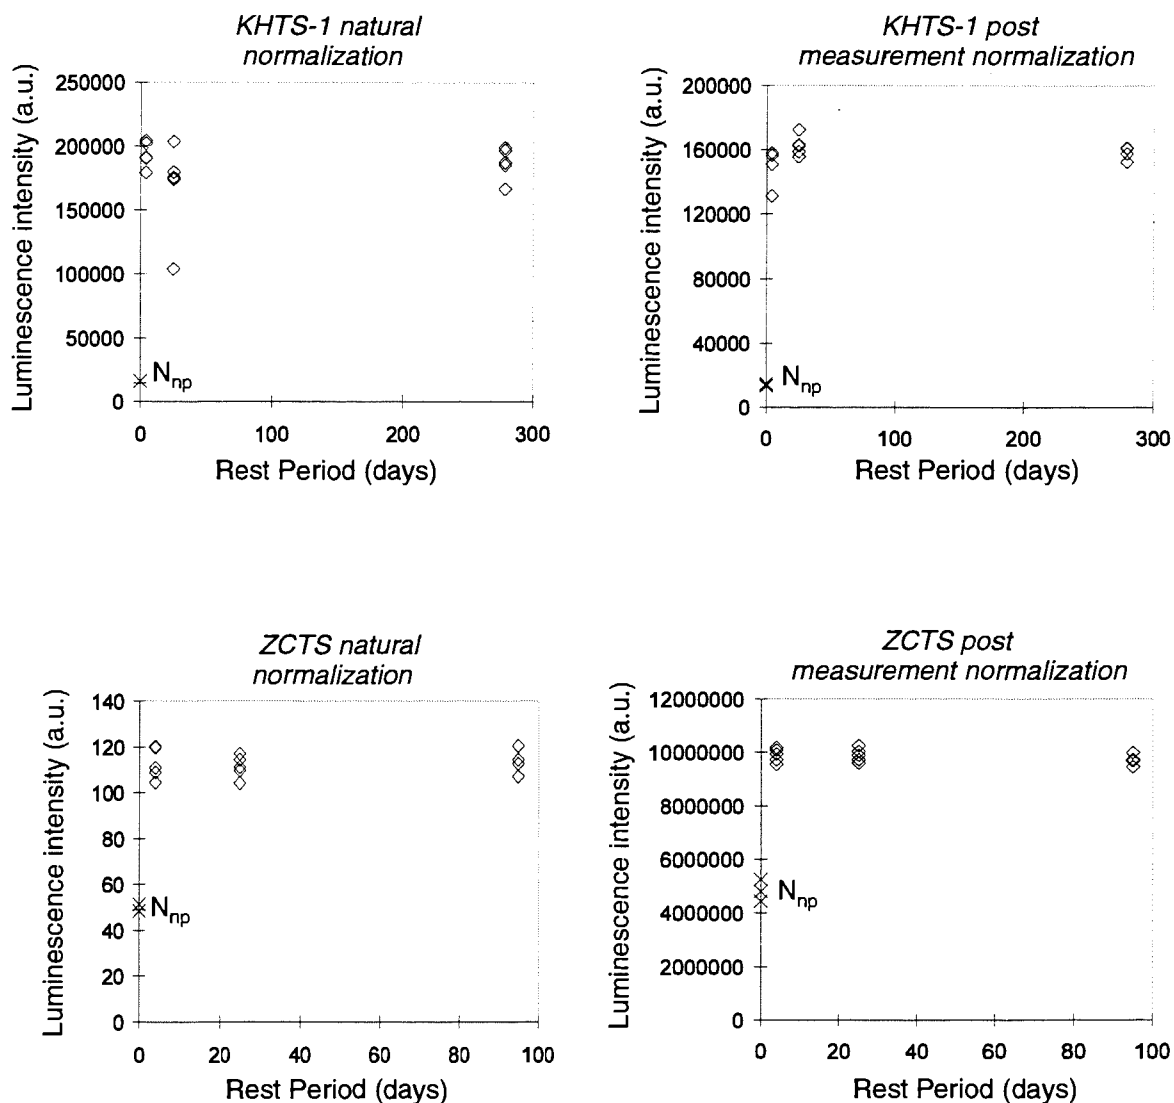 KHTS-1 natural
normalization
Luminescence intensity (a.u.)
250000
200000
150000
100000
50000
0
N_np
0 100 200 300
Rest Period (days)
KHTS-1 post
measurement normalization
Luminescence intensity (a.u.)
200000
160000
120000
80000
40000
0
N_np
0 100 200 300
Rest Period (days)
ZCTS natural
normalization
Luminescence intensity (a.u.)
140
120
100
80
60
40
20
0
N_np
0 20 40 60 80 100
Rest Period (days)
ZCTS post
measurement normalization
Luminescence intensity (a.u.)
12000000
10000000
8000000
6000000
4000000
2000000
0
N_np
0 20 40 60 80 100
Rest Period (days)